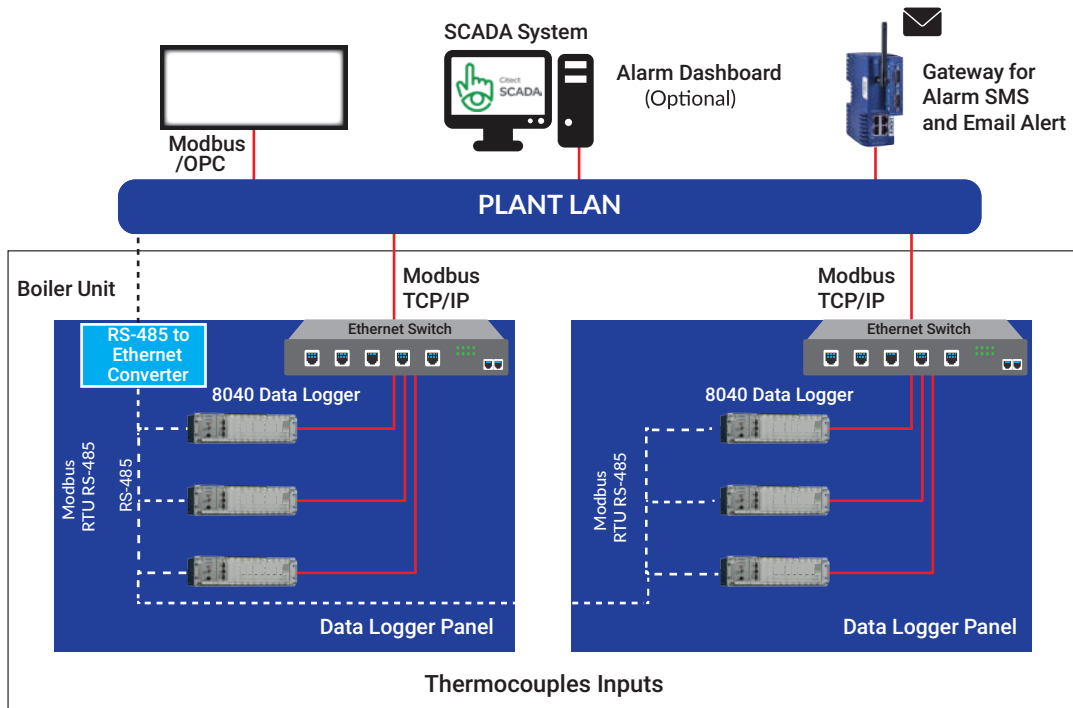 SCADA System
Citect
SCADA
Alarm Dashboard
(Optional)
Gateway for
Alarm SMS
and Email Alert
Modbus
/OPC
PLANT LAN
Boiler Unit
Modbus
TCP/IP
Modbus
TCP/IP
RS-485 to
Ethernet
Converter
Ethernet Switch
Ethernet Switch
8040 Data Logger
8040 Data Logger
Modbus
RTU RS-485
RS-485
Modbus
RTU RS-485
Data Logger Panel
Data Logger Panel
Thermocouples Inputs